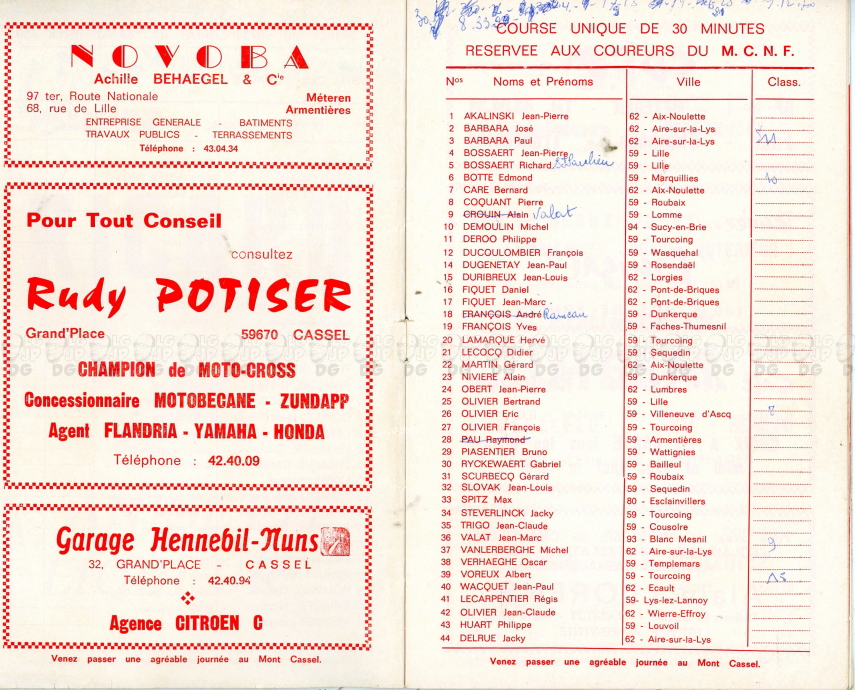 NOVOBA
Achille BEHAEGEL & Cie
97 ter, Route Nationale Méteren
68, rue de Lille Armentières
ENTREPRISE GENERALE - BATIMENTS
TRAVAUX PUBLICS - TERRASSEMENTS
Téléphone : 43.04.34
Pour Tout Conseil
consultez
Rudy POTISER
Grand'Place 59670 CASSEL
CHAMPION de MOTO-CROSS
Concessionnaire MOTOBECANE - ZUNDAPP
Agent FLANDRIA - YAMAHA - HONDA
Téléphone : 42.40.09
Garage Hennebil-Nuns
32, GRAND'PLACE - CASSEL
Téléphone : 42.40.94
Agence CITROEN C
Venez passer une agréable journée au Mont Cassel.
COURSE UNIQUE DE 30 MINUTES
RESERVEE AUX COUREURS DU M. C. N. F.
Nos Noms et Prénoms Ville Class.
1 AKALINSKI Jean-Pierre 62 - Aix-Noulette
2 BARBARA José 62 - Aire-sur-la-Lys
3 BARBARA Paul 62 - Aire-sur-la-Lys
4 BOSSAERT Jean-Pierre 59 - Lille
5 BOSSAERT Richard 59 - Lille
6 BOTTE Edmond 59 - Marquillies 10
7 CARE Bernard 62 - Aix-Noulette
8 COQUANT Pierre 59 - Roubaix
9 CROUIN Alain Valat 59 - Lomme
10 DEMOULIN Michel 94 - Sucy-en-Brie
11 DEROO Philippe 59 - Tourcoing
12 DUCOULOMBIER François 59 - Wasquehal
14 DUGENETAY Jean-Paul 59 - Rosendaël
15 DURIBREUX Jean-Louis 62 - Lorgies
16 FIQUET Daniel 62 - Pont-de-Briques
17 FIQUET Jean-Marc 62 - Pont-de-Briques
18 FRANÇOIS André Rameau 59 - Dunkerque
19 FRANÇOIS Yves 59 - Faches-Thumesnil
20 LAMARQUE Hervé 59 - Tourcoing
21 LECOCQ Didier 59 - Sequedin
22 MARTIN Gérard 62 - Aix-Noulette
23 NIVIERE Alain 59 - Dunkerque
24 OBERT Jean-Pierre 62 - Lumbres
25 OLIVIER Bertrand 59 - Lille
26 OLIVIER Eric 59 - Villeneuve d'Ascq 8
27 OLIVIER François 59 - Tourcoing
28 PAU Raymond 59 - Armentières
29 PIASENTIER Bruno 59 - Wattignies
30 RYCKEWAERT Gabriel 59 - Bailleul
31 SCURBECQ Gérard 59 - Roubaix
32 SLOVAK Jean-Louis 59 - Sequedin
33 SPITZ Max 80 - Esclainvillers
34 STEVERLINCK Jacky 59 - Tourcoing
35 TRIGO Jean-Claude 59 - Cousolre
36 VALAT Jean-Marc 93 - Blanc Mesnil 9
37 VANLERBERGHE Michel 62 - Aire-sur-la-Lys
38 VERHAEGHE Oscar 59 - Templemars
39 VOREUX Albert 59 - Tourcoing 15
40 WACQUET Jean-Paul 62 - Ecault
41 LECARPENTIER Régis 59- Lys-lez-Lannoy
42 OLIVIER Jean-Claude 62 - Wierre-Effroy
43 HUART Philippe 59 - Louvoil
44 DELRUE Jacky 62 - Aire-sur-la-Lys
Venez passer une agréable journée au Mont Cassel.